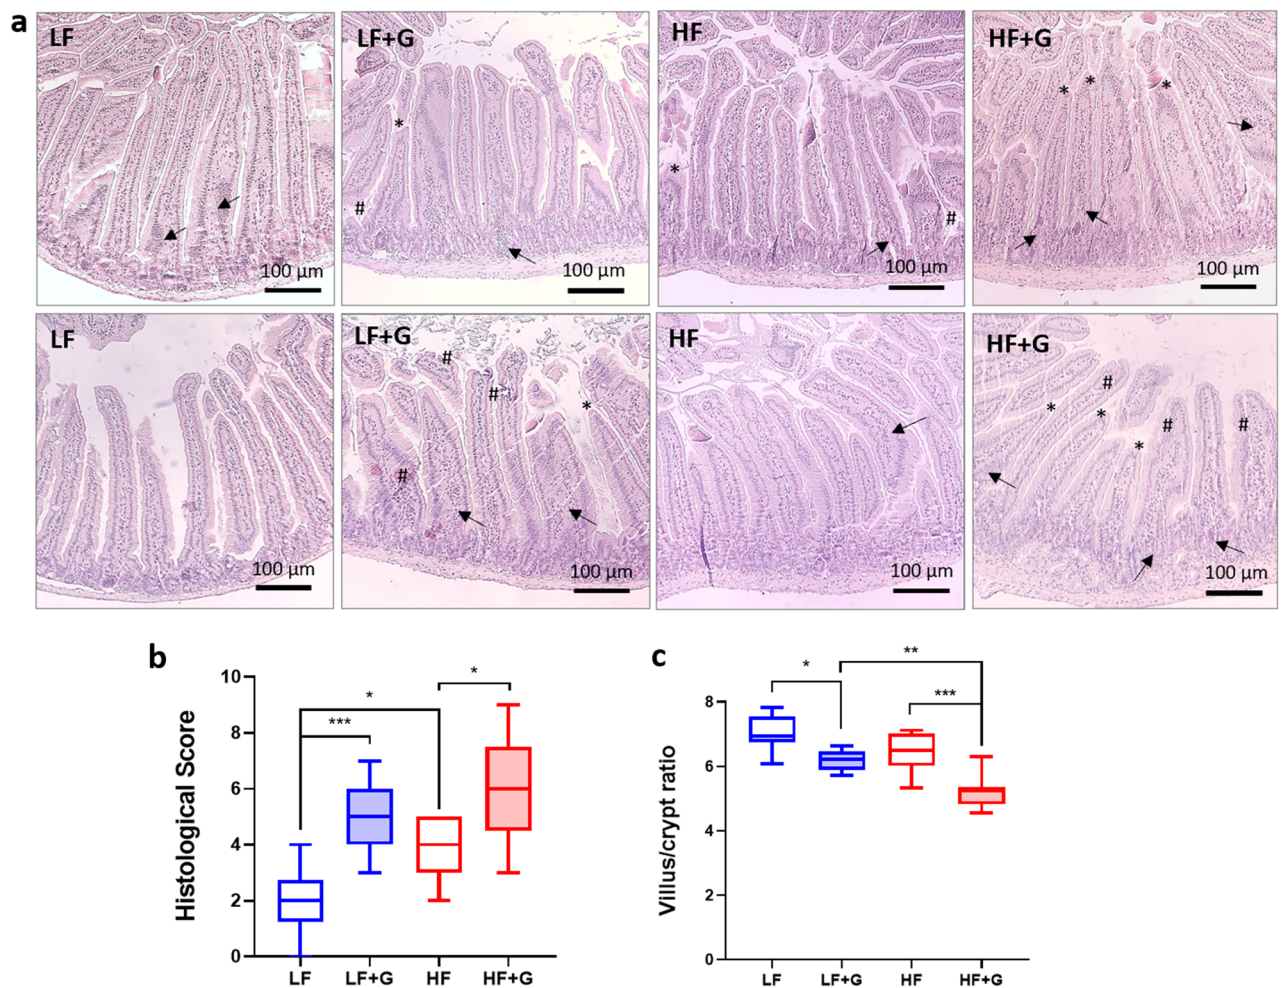 a
LF
LF+G
HF
HF+G
*
*
*
*
*
#
#
100 µm
100 µm
100 µm
100 µm
LF
LF+G
HF
HF+G
#
#
#
*
#
#
#
*
*
*
100 µm
100 µm
100 µm
100 µm
b
Histological Score
10
8
6
4
2
0
*
*
***
LF
LF+G
HF
HF+G
c
Villus/crypt ratio
8
6
4
2
0
*
**
***
LF
LF+G
HF
HF+G